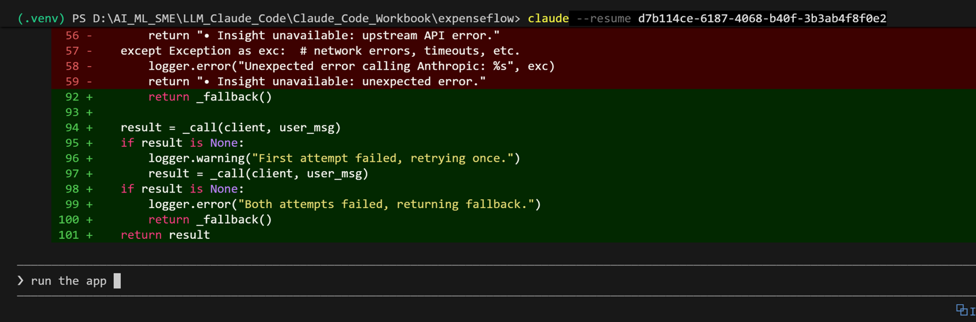 (.venv) PS D:\AI_ML_SME\LLM_Claude_Code\Claude_Code_Workbook\expenseflow> claude --resume d7b114ce-6187-4068-b40f-3b3ab4f8f0e2
56 -         return "• Insight unavailable: upstream API error."
57 -     except Exception as exc:  # network errors, timeouts, etc.
58 -         logger.error("Unexpected error calling Anthropic: %s", exc)
59 -         return "• Insight unavailable: unexpected error."
92 +         return _fallback()
93 +
94 +     result = _call(client, user_msg)
95 +     if result is None:
96 +         logger.warning("First attempt failed, retrying once.")
97 +         result = _call(client, user_msg)
98 +     if result is None:
99 +         logger.error("Both attempts failed, returning fallback.")
100 +         return _fallback()
101 +     return result
❯ run the app